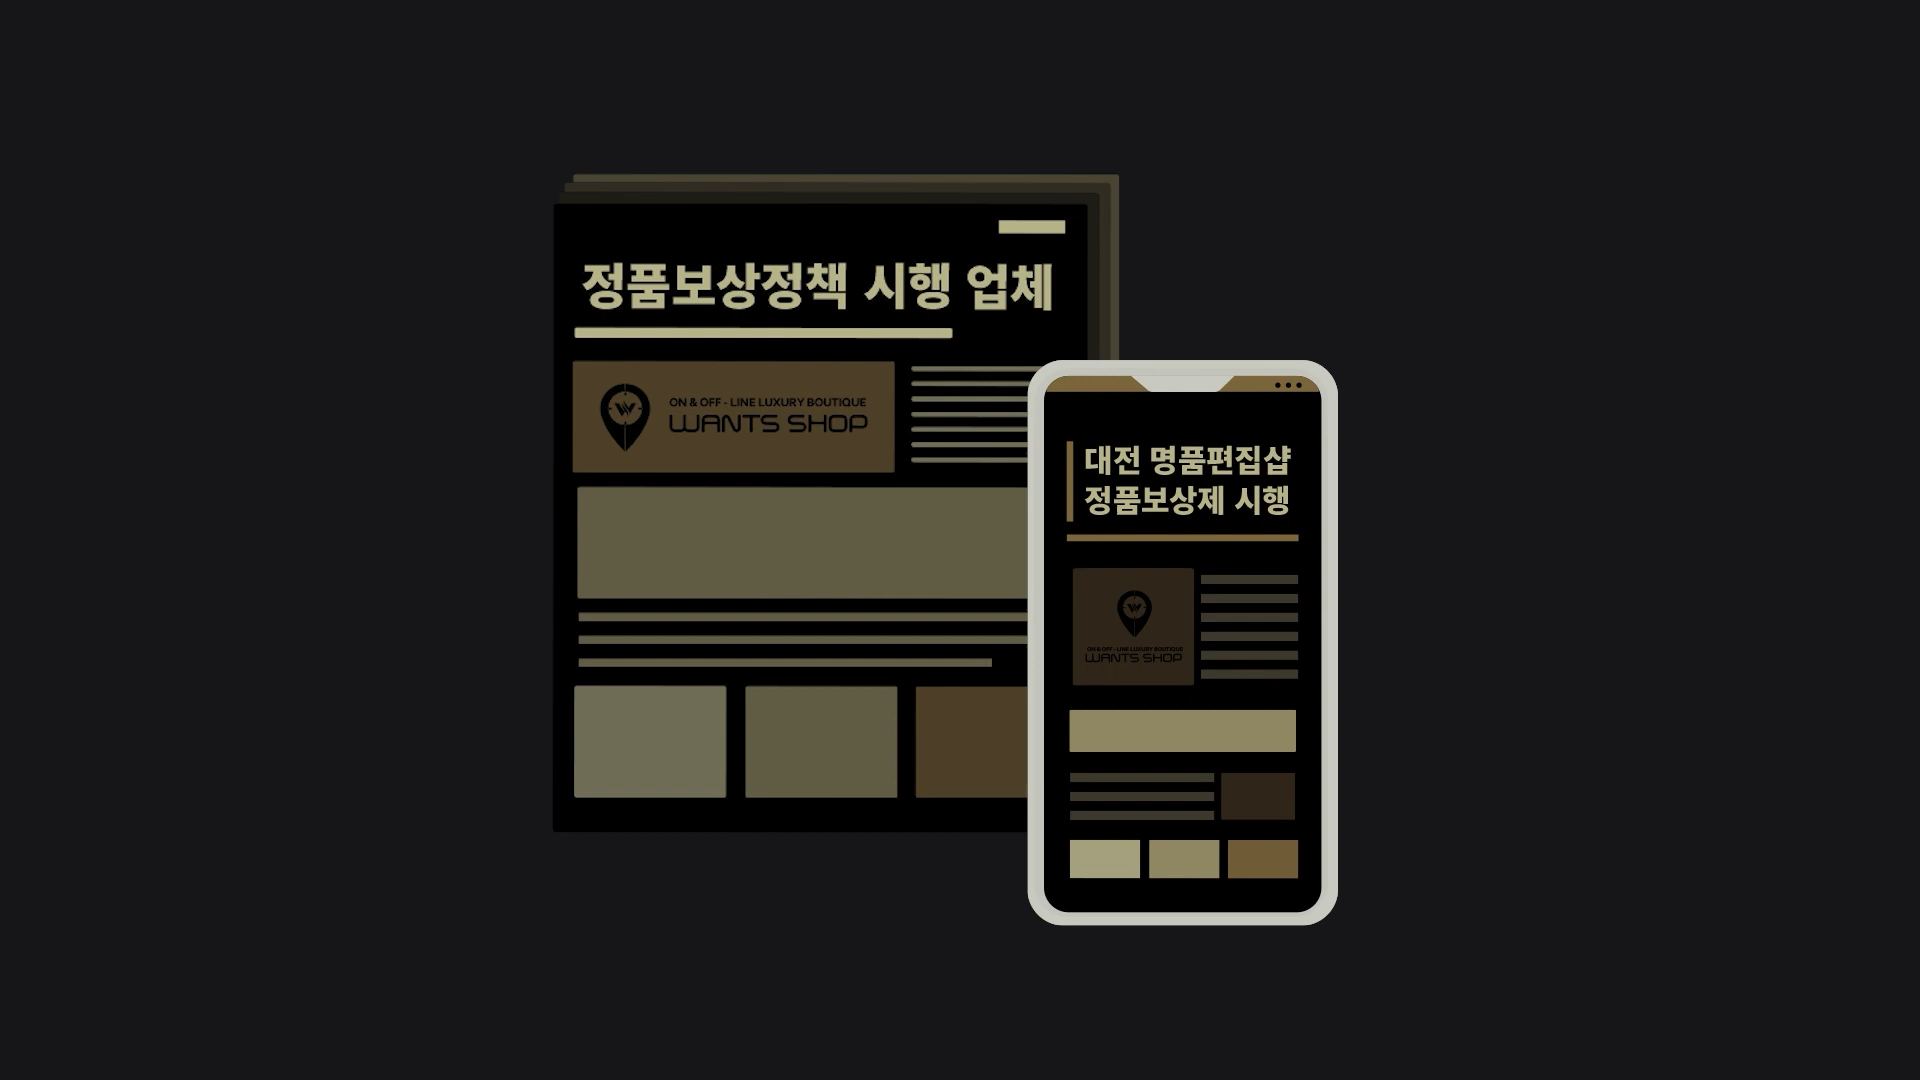 정품보상정책 시행 업체
ON & OFF - LINE LUXURY BOUTIQUE
WANTS SHOP
대전 명품편집샵
정품보상제 시행
ON & OFF - LINE LUXURY BOUTIQUE
WANTS SHOP